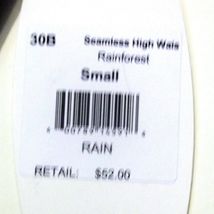 30B Seamless High Wais
Rainforest
Small
RAIN
RETAIL: $52.00